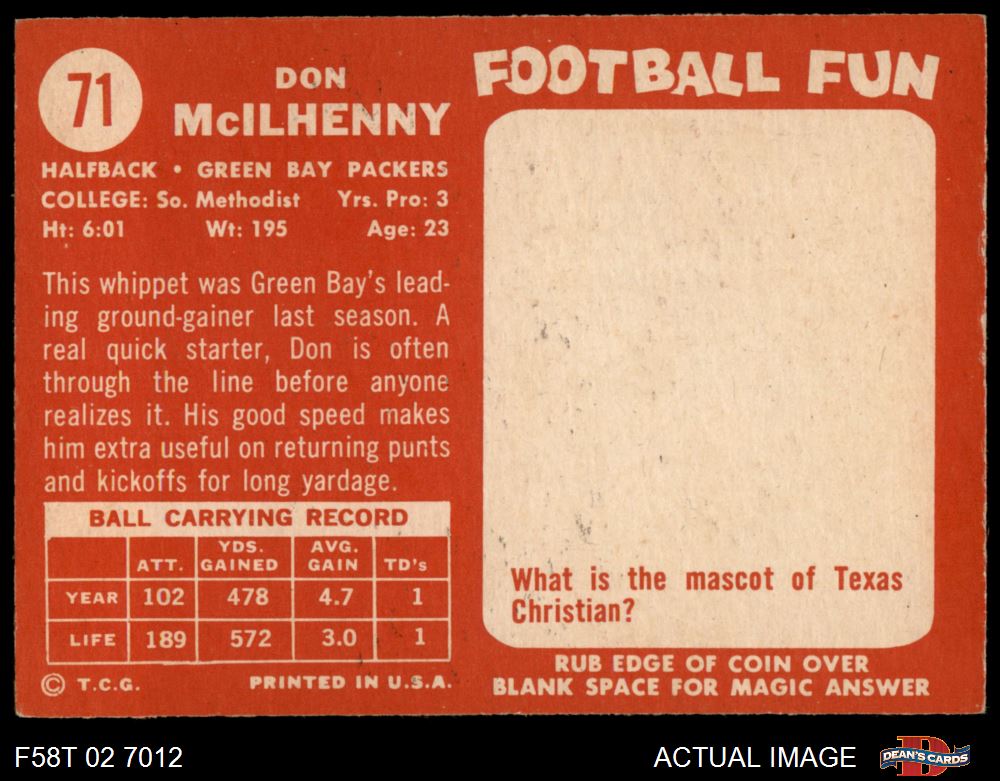 71
DON
McILHENNY
HALFBACK • GREEN BAY PACKERS
COLLEGE: So. Methodist Yrs. Pro: 3
Ht: 6:01 Wt: 195 Age: 23
This whippet was Green Bay's lead-
ing ground-gainer last season. A
real quick starter, Don is often
through the line before anyone
realizes it. His good speed makes
him extra useful on returning punts
and kickoffs for long yardage.
BALL CARRYING RECORD
ATT. YDS. GAINED AVG. GAIN TD's
YEAR 102 478 4.7 1
LIFE 189 572 3.0 1
© T.C.G. PRINTED IN U.S.A.
FOOTBALL FUN
What is the mascot of Texas
Christian?
RUB EDGE OF COIN OVER
BLANK SPACE FOR MAGIC ANSWER
F58T 02 7012 ACTUAL IMAGE DEAN'S CARDS